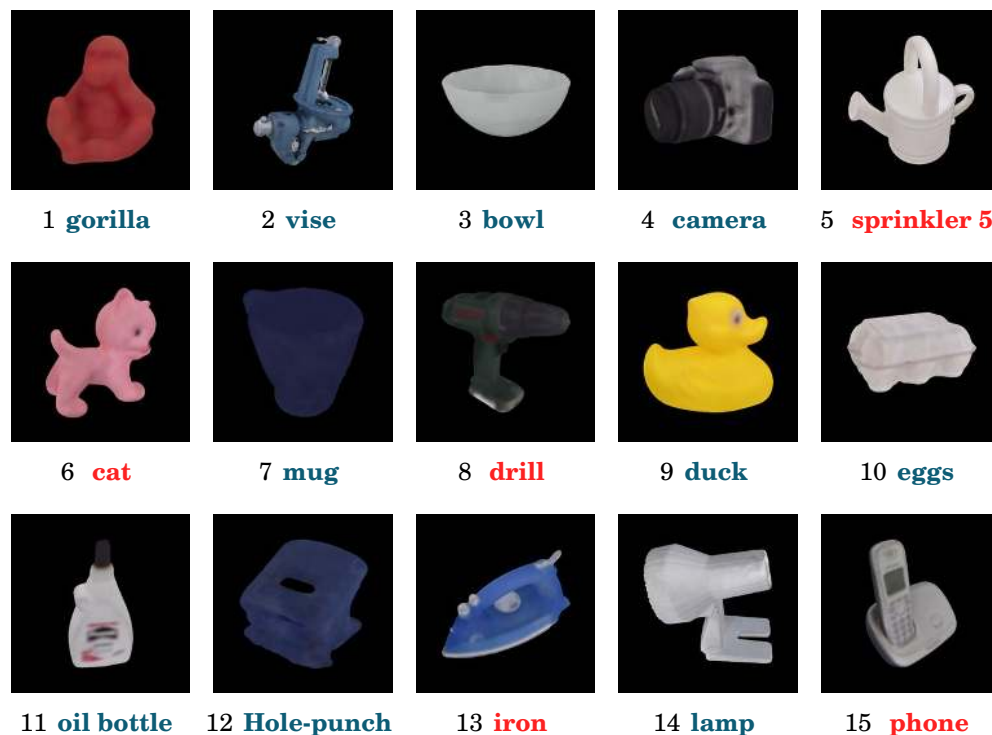 1 gorilla 2 vise 3 bowl 4 camera 5 sprinkler 5
6 cat 7 mug 8 drill 9 duck 10 eggs
11 oil bottle 12 Hole-punch 13 iron 14 lamp 15 phone